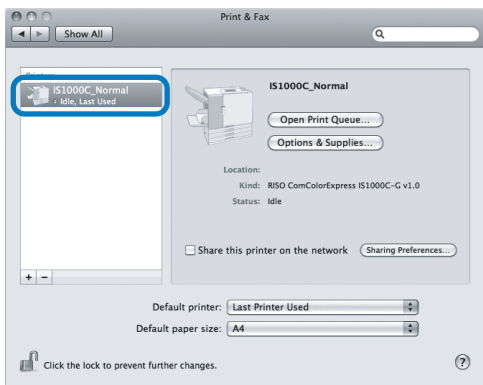 Print & Fax
Show All
Printers
IS1000C_Normal
Idle, Last Used
IS1000C_Normal
Open Print Queue...
Options & Supplies...
Location:
Kind: RISO ComColorExpress IS1000C-G v1.0
Status: Idle
Share this printer on the network
Sharing Preferences...
+ −
Default printer: Last Printer Used
Default paper size: A4
Click the lock to prevent further changes.
?